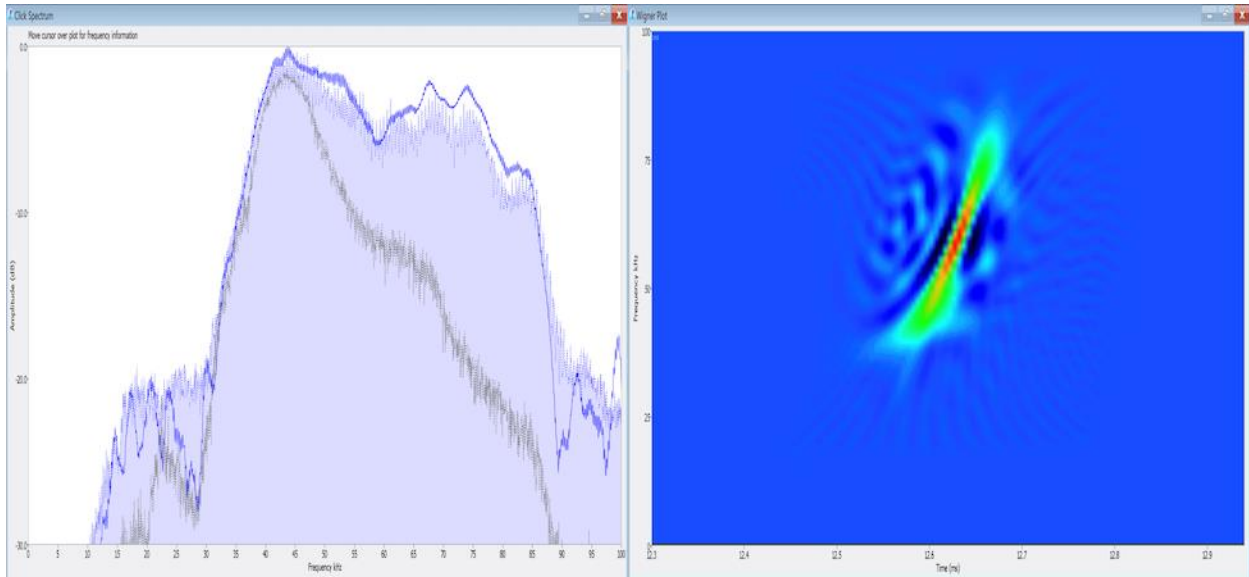 Click Spectrum
Move cursor over plot for frequency information
0.0
-10.0
-20.0
-30.0
Amplitude (dB)
0 5 10 15 20 25 30 35 40 45 50 55 60 65 70 75 80 85 90 95 100
Frequency kHz
Wigner Plot
100
75
50
25
0
Frequency kHz
12.3 12.4 12.5 12.6 12.7 12.8 12.9
Time (ms)